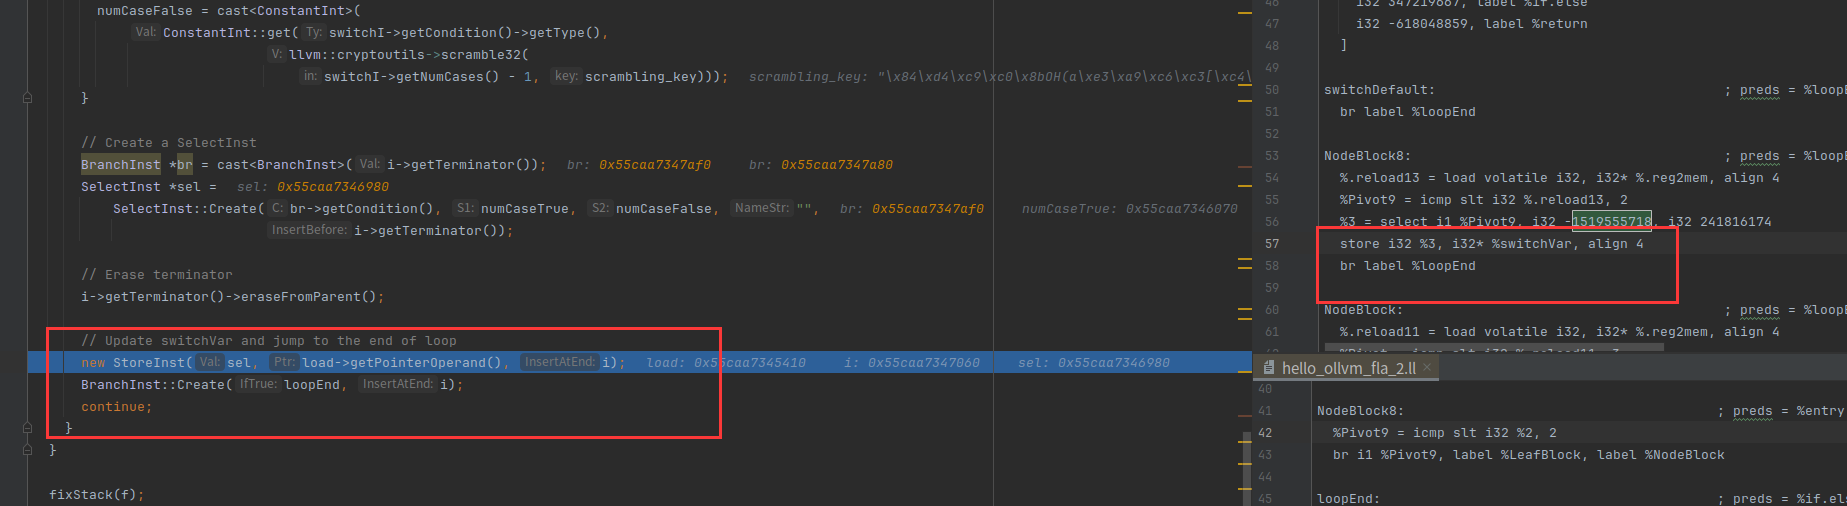 numCaseFalse = cast<ConstantInt>(
Val: ConstantInt::get( Ty: switchI->getCondition()->getType(),
V: llvm::cryptoutils->scramble32(
in: switchI->getNumCases() - 1, key: scrambling_key))); scrambling_key: "\x84\xd4\xc9\xc0\x8bOH(a\xe3\xa9\xc6\xc3[\xc4\
}
// Create a SelectInst
BranchInst *br = cast<BranchInst>( Val: i->getTerminator()); br: 0x55caa7347af0 br: 0x55caa7347a80
SelectInst *sel = sel: 0x55caa7346980
SelectInst::Create( C: br->getCondition(), S1: numCaseTrue, S2: numCaseFalse, NameStr: "", br: 0x55caa7347af0 numCaseTrue: 0x55caa7346070
InsertBefore: i->getTerminator());
// Erase terminator
i->getTerminator()->eraseFromParent();
// Update switchVar and jump to the end of loop
new StoreInst( Val: sel, Ptr: load->getPointerOperand(), InsertAtEnd: i); load: 0x55caa7345410 i: 0x55caa7347060 sel: 0x55caa7346980
BranchInst::Create( IfTrue: loopEnd, InsertAtEnd: i);
continue;
}
}
fixStack(f);
46 i32 347219667, label %if.else
47 i32 -618048859, label %return
48 ]
49
50 switchDefault: ; preds = %loopE
51 br label %loopEnd
52
53 NodeBlock8: ; preds = %loopE
54 %.reload13 = load volatile i32, i32* %.reg2mem, align 4
55 %Pivot9 = icmp slt i32 %.reload13, 2
56 %3 = select i1 %Pivot9, i32 -1519555718, i32 241816174
57 store i32 %3, i32* %switchVar, align 4
58 br label %loopEnd
59
60 NodeBlock: ; preds = %loopE
61 %.reload11 = load volatile i32, i32* %.reg2mem, align 4
%Pivot = icmp slt i32 %.reload11, 3
hello_ollvm_fla_2.ll
40
41 NodeBlock8: ; preds = %entry
42 %Pivot9 = icmp slt i32 %2, 2
43 br i1 %Pivot9, label %LeafBlock, label %NodeBlock
44
45 loopEnd: ; preds = %if.els